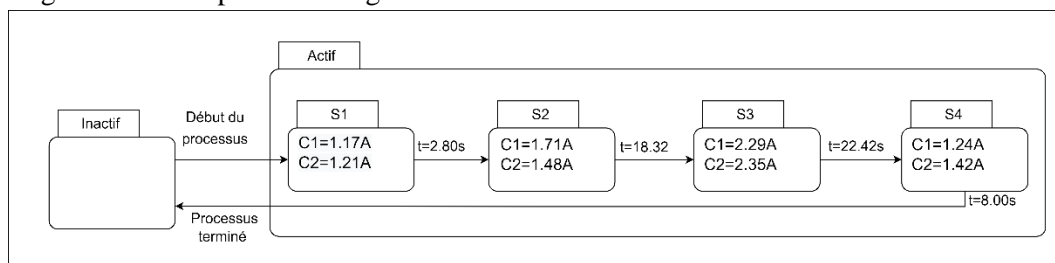 Actif
Inactif
Début du
processus
S1
C1=1.17A
C2=1.21A
t=2.80s
S2
C1=1.71A
C2=1.48A
t=18.32
S3
C1=2.29A
C2=2.35A
t=22.42s
S4
C1=1.24A
C2=1.42A
t=8.00s
Processus
terminé